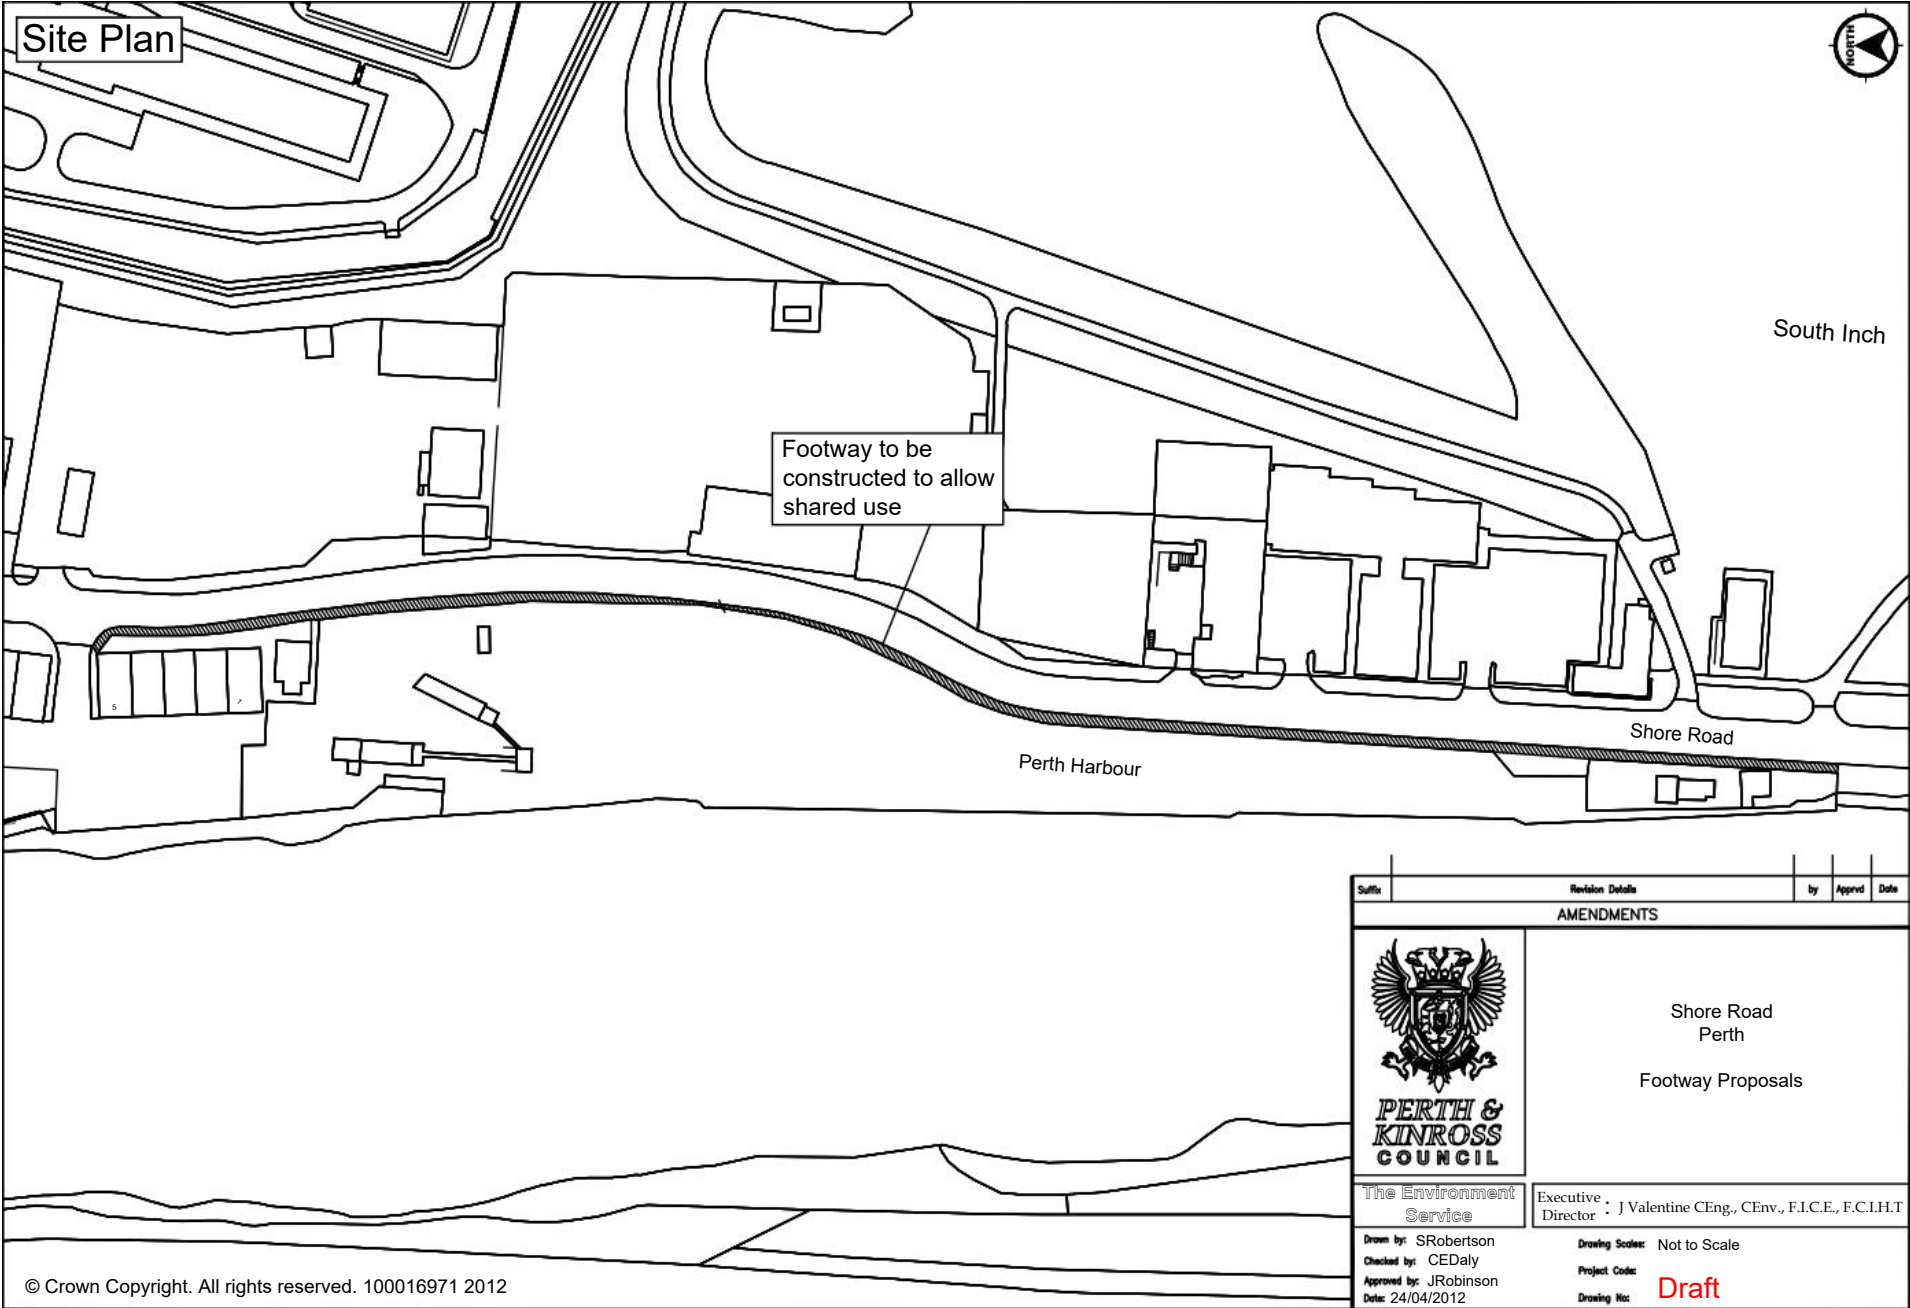 Site Plan
NORTH
South Inch
Footway to be
constructed to allow
shared use
5
7
Shore Road
Perth Harbour
Suffix
Revision Details
by
Apprvd
Date
AMENDMENTS
PERTH &
KINROSS
COUNCIL
Shore Road
Perth
Footway Proposals
The Environment
Service
Executive
Director : J Valentine CEng., CEnv., F.I.C.E., F.C.I.H.T
Drawn by: SRobertson
Checked by: CEDaly
Approved by: JRobinson
Date: 24/04/2012
Drawing Scales: Not to Scale
Project Code:
Drawing No: Draft
© Crown Copyright. All rights reserved. 100016971 2012